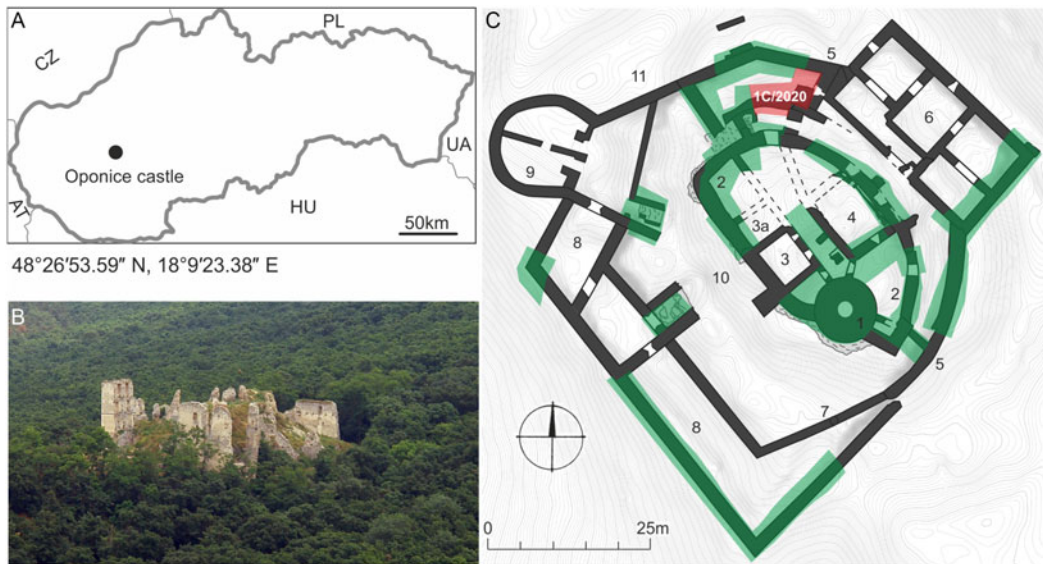 A
PL
CZ
UA
Oponice castle
AT
HU
50km
48°26′53.59″ N, 18°9′23.38″ E
B
C
5
11
1C/2020
6
9
2
3a
4
8
3
10
2
1
5
7
8
0
25m